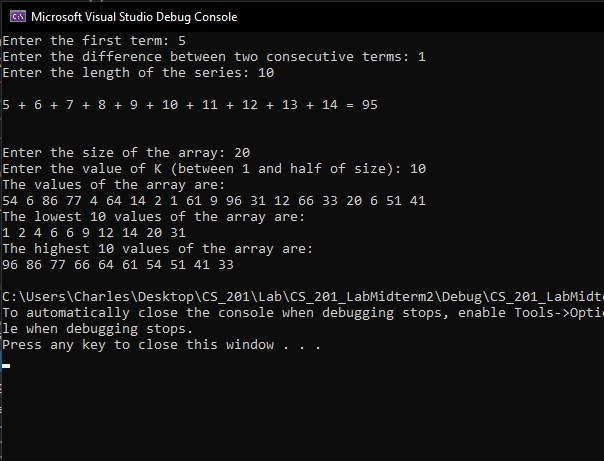 Microsoft Visual Studio Debug Console
Enter the first term: 5
Enter the difference between two consecutive terms: 1
Enter the length of the series: 10
5 + 6 + 7 + 8 + 9 + 10 + 11 + 12 + 13 + 14 = 95
Enter the size of the array: 20
Enter the value of K (between 1 and half of size): 10
The values of the array are:
54 6 86 77 4 64 14 2 1 61 9 96 31 12 66 33 20 6 51 41
The lowest 10 values of the array are:
1 2 4 6 6 9 12 14 20 31
The highest 10 values of the array are:
96 86 77 66 64 61 54 51 41 33
C:\Users\Charles\Desktop\CS_201\Lab\CS_201_LabMidterm2\Debug\CS_201_LabMidte
To automatically close the console when debugging stops, enable Tools->Optio
le when debugging stops.
Press any key to close this window . . .